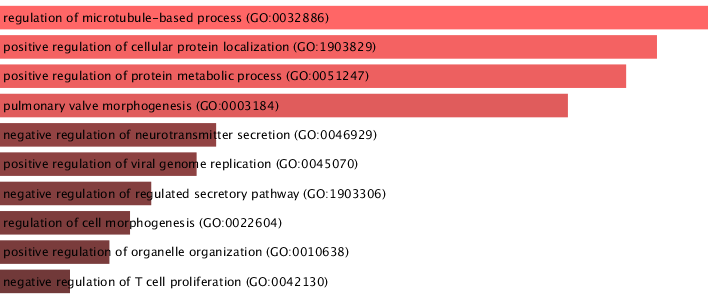 regulation of microtubule-based process (GO:0032886)
positive regulation of cellular protein localization (GO:1903829)
positive regulation of protein metabolic process (GO:0051247)
pulmonary valve morphogenesis (GO:0003184)
negative regulation of neurotransmitter secretion (GO:0046929)
positive regulation of viral genome replication (GO:0045070)
negative regulation of regulated secretory pathway (GO:1903306)
regulation of cell morphogenesis (GO:0022604)
positive regulation of organelle organization (GO:0010638)
negative regulation of T cell proliferation (GO:0042130)